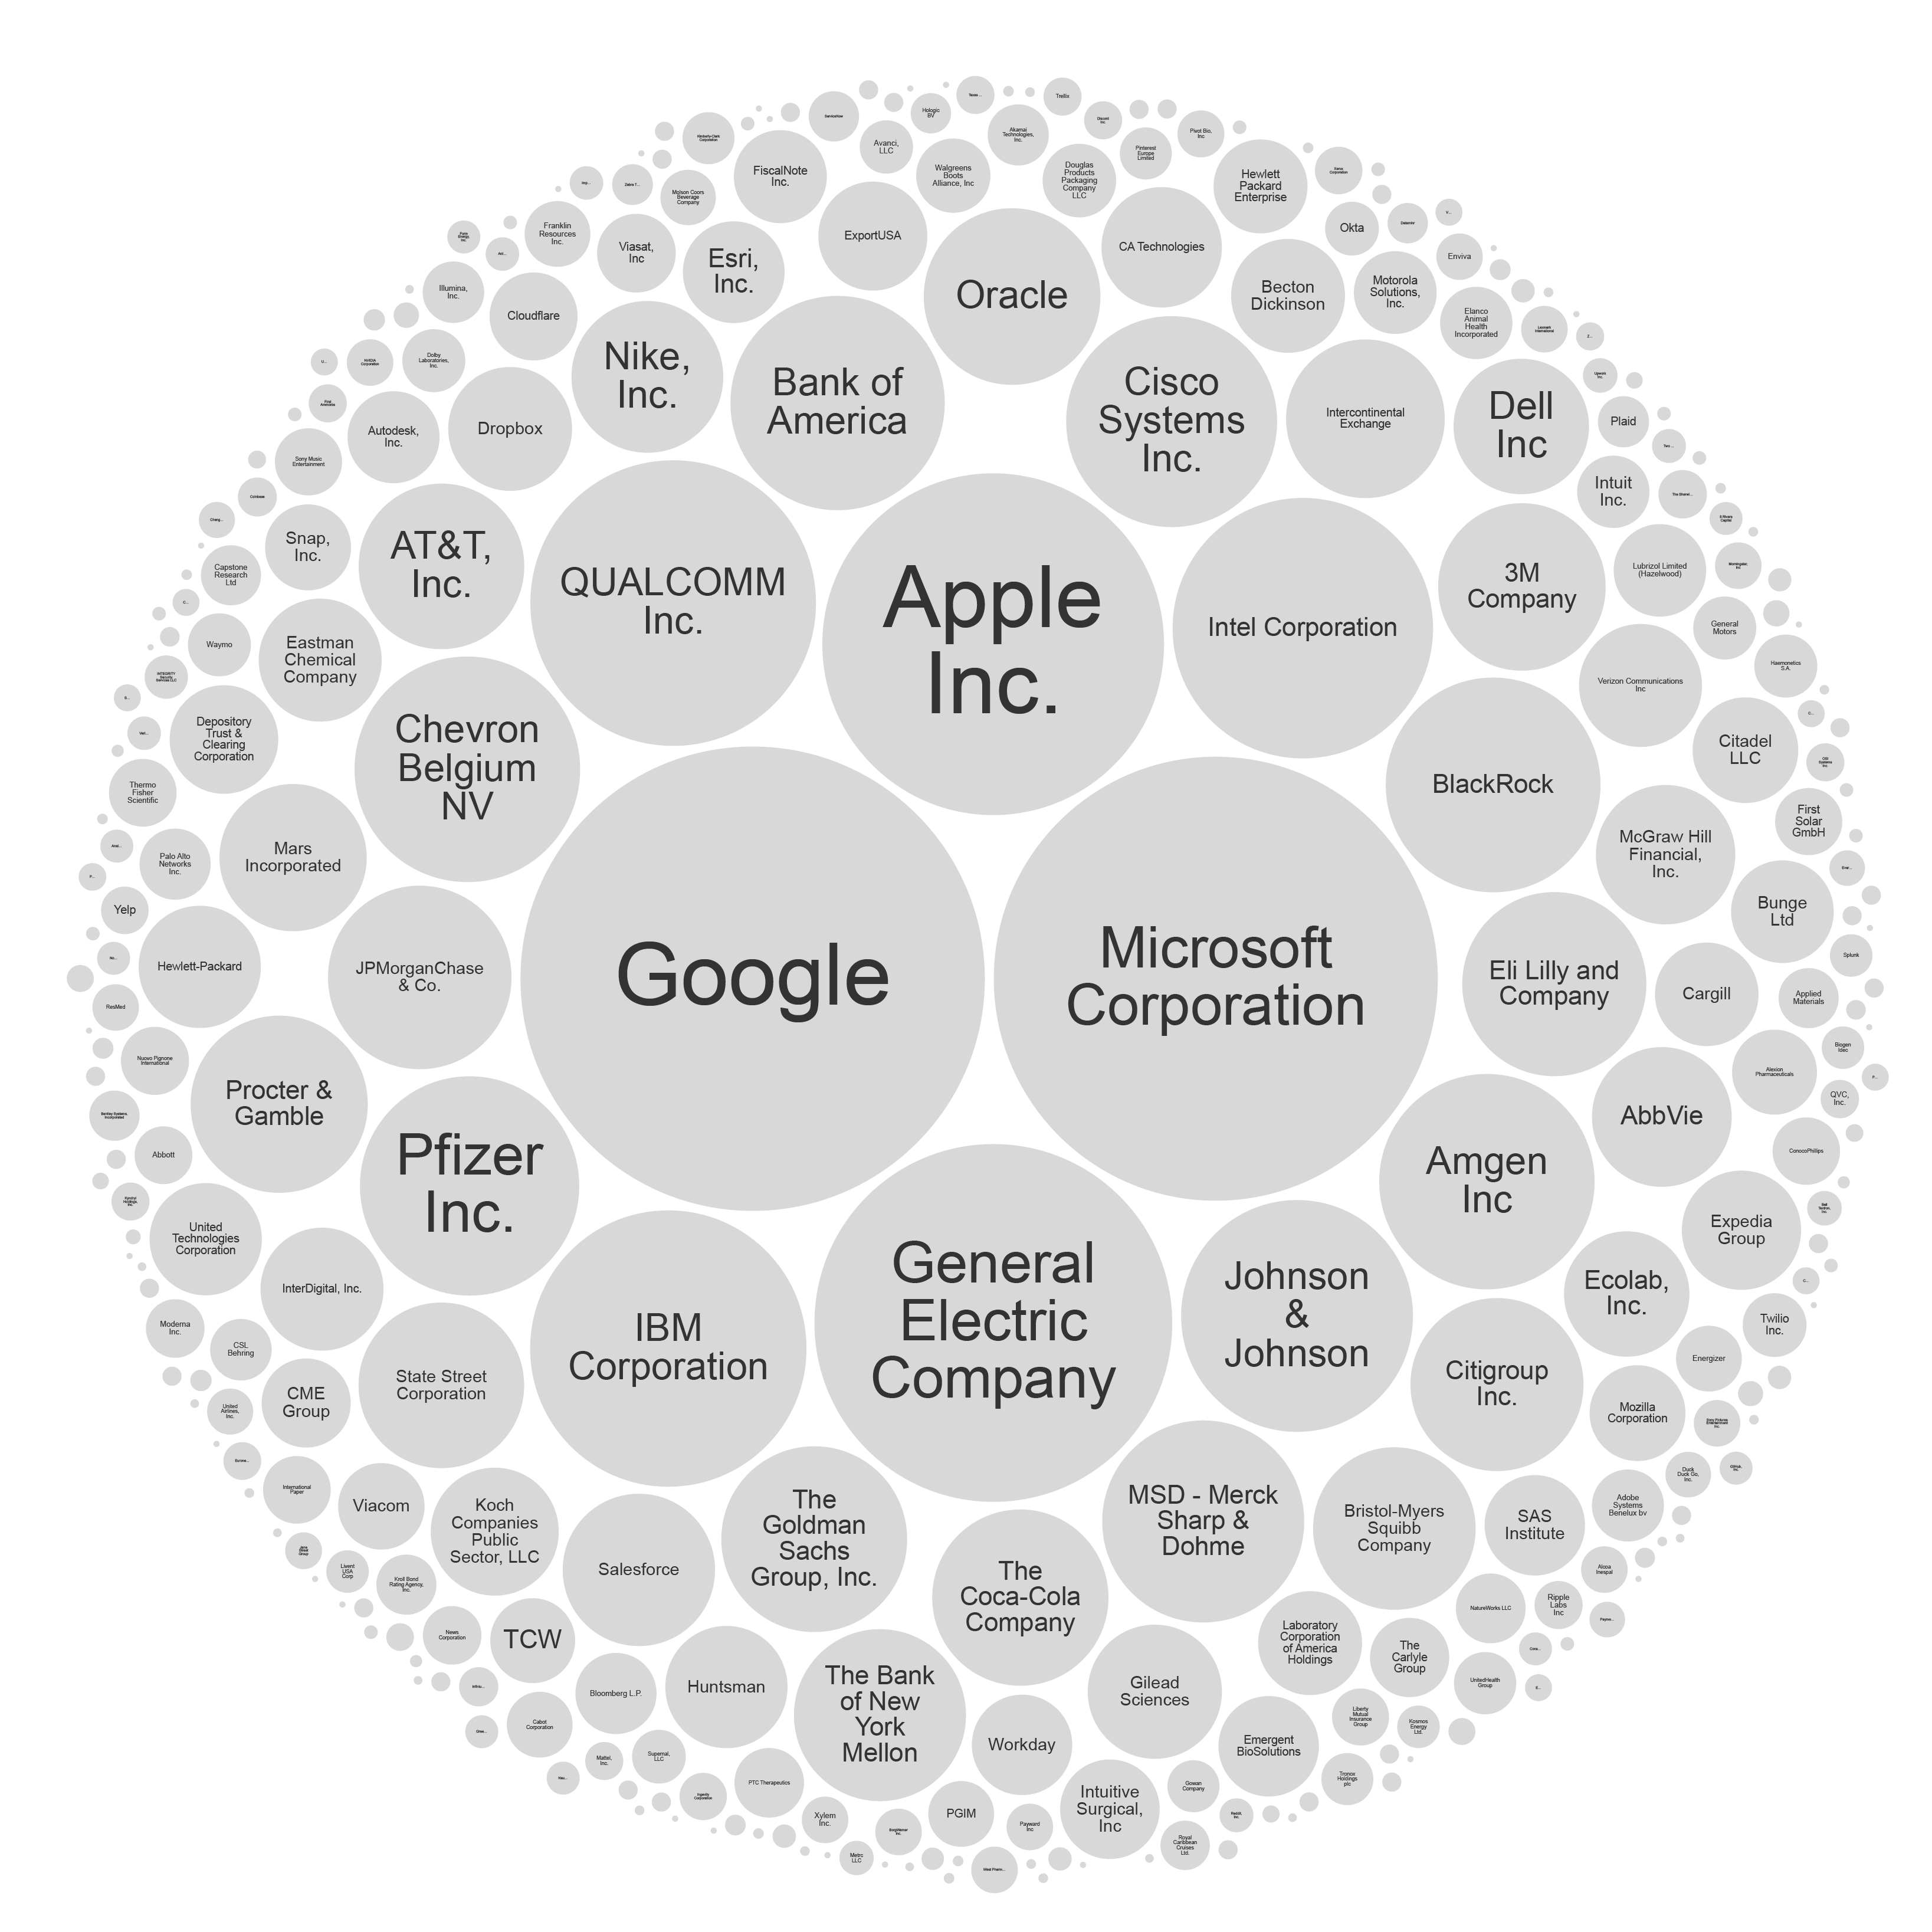 Trellix
Hologic
BV
Akamai
Technologies,
Inc.
Discord
Inc.
Pivot Bio,
Inc
Avanci,
LLC
Pinterest
Europe
Limited
FiscalNote
Inc.
Walgreens
Boots
Alliance, Inc
Douglas
Products
Packaging
Company
LLC
Hewlett
Packard
Enterprise
Molson Coors
Beverage
Company
Franklin
Resources
Inc.
Viasat,
Inc
Esri,
Inc.
ExportUSA
Oracle
CA Technologies
Okta
Enviva
Becton
Dickinson
Motorola
Solutions,
Inc.
Illumina,
Inc.
Cloudflare
Elanco
Animal
Health
Incorporated
Dolby
Laboratories,
Inc.
Nike,
Inc.
Bank of
America
Cisco
Systems
Inc.
Intercontinental
Exchange
Dell
Inc
Plaid
Autodesk,
Inc.
Dropbox
Sony Music
Entertainment
Intuit
Inc.
Coinbase
Snap,
Inc.
AT&T,
Inc.
QUALCOMM
Inc.
Apple
Inc.
Intel Corporation
3M
Company
Lubrizol Limited
(Hazelwood)
Capstone
Research
Ltd
General
Motors
Waymo
Eastman
Chemical
Company
Haemonetics
S.A.
Verizon Communications
Inc
Depository
Trust &
Clearing
Corporation
Chevron
Belgium
NV
BlackRock
Citadel
LLC
Thermo
Fisher
Scientific
First
Solar
GmbH
Palo Alto
Networks
Inc.
Mars
Incorporated
McGraw Hill
Financial,
Inc.
Bunge
Ltd
Yelp
Hewlett-Packard
JPMorganChase
& Co.
Google
Microsoft
Corporation
Eli Lilly and
Company
Cargill
Splunk
Applied
Materials
ResMed
Nuovo Pignone
International
Biogen
Idec
Alexion
Pharmaceuticals
QVC,
Inc.
Procter &
Gamble
AbbVie
Abbott
Pfizer
Inc.
Amgen
Inc
ConocoPhillips
United
Technologies
Corporation
Expedia
Group
InterDigital, Inc.
IBM
Corporation
General
Electric
Company
Johnson
&
Johnson
Ecolab,
Inc.
Moderna
Inc.
Twilio
Inc.
CSL
Behring
Energizer
State Street
Corporation
Citigroup
Inc.
United
Airlines,
Inc.
CME
Group
Mozilla
Corporation
Duck
Duck Go,
Inc.
International
Paper
Viacom
Koch
Companies
Public
Sector, LLC
The
Goldman
Sachs
Group, Inc.
MSD - Merck
Sharp &
Dohme
Bristol-Myers
Squibb
Company
SAS
Institute
Adobe
Systems
Benelux bv
Livent
USA
Corp
Kroll Bond
Rating Agency,
Inc.
Salesforce
The
Coca-Cola
Company
Alcoa
Inespal
NatureWorks LLC
Ripple
Labs
Inc
News
Corporation
TCW
Laboratory
Corporation
of America
Holdings
The
Carlyle
Group
UnitedHealth
Group
Bloomberg L.P.
Huntsman
The Bank
of New
York
Mellon
Gilead
Sciences
Cabot
Corporation
Workday
Liberty
Mutual
Insurance
Group
Kosmos
Energy
Ltd.
Emergent
BioSolutions
Mattel,
Inc.
Supernal,
LLC
PTC Therapeutics
Gowan
Company
Tronox
Holdings
plc
Xylem
Inc.
PGIM
Payward
Inc
Intuitive
Surgical,
Inc
Metro
LLC
Royal
Caribbean
Cruises
Ltd.